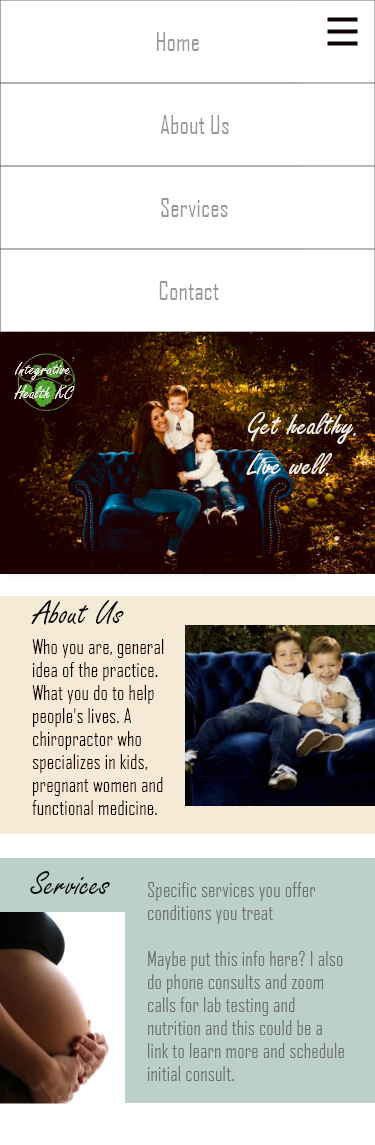 Home
About Us
Services
Contact
Integrative
Health KC
Get healthy.
Live well.
About Us
Who you are, general
idea of the practice.
What you do to help
people's lives. A
chiropractor who
specializes in kids,
pregnant women and
functional medicine.
Services
Specific services you offer
conditions you treat
Maybe put this info here? I also
do phone consults and zoom
calls for lab testing and
nutrition and this could be a
link to learn more and schedule
initial consult.